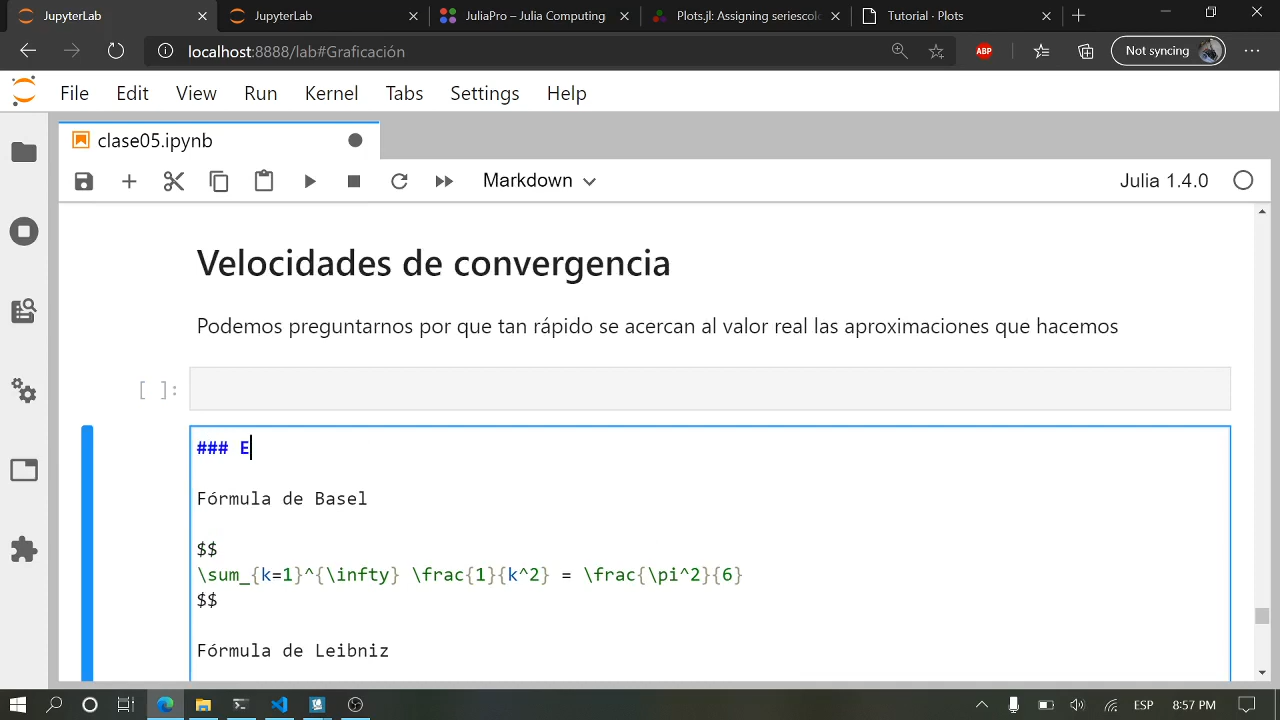 JupyterLab
JupyterLab
JuliaPro – Julia Computing
Plots.jl: Assigning seriescolo
Tutorial · Plots
localhost:8888/lab#Graficación
ABP
Not syncing
File Edit View Run Kernel Tabs Settings Help
clase05.ipynb
Markdown
Julia 1.4.0
Velocidades de convergencia
Podemos preguntarnos por que tan rápido se acercan al valor real las aproximaciones que hacemos
[ ]:
### E
Fórmula de Basel
$$
\sum_{k=1}^{\infty} \frac{1}{k^2} = \frac{\pi^2}{6}
$$
Fórmula de Leibniz
ESP
8:57 PM